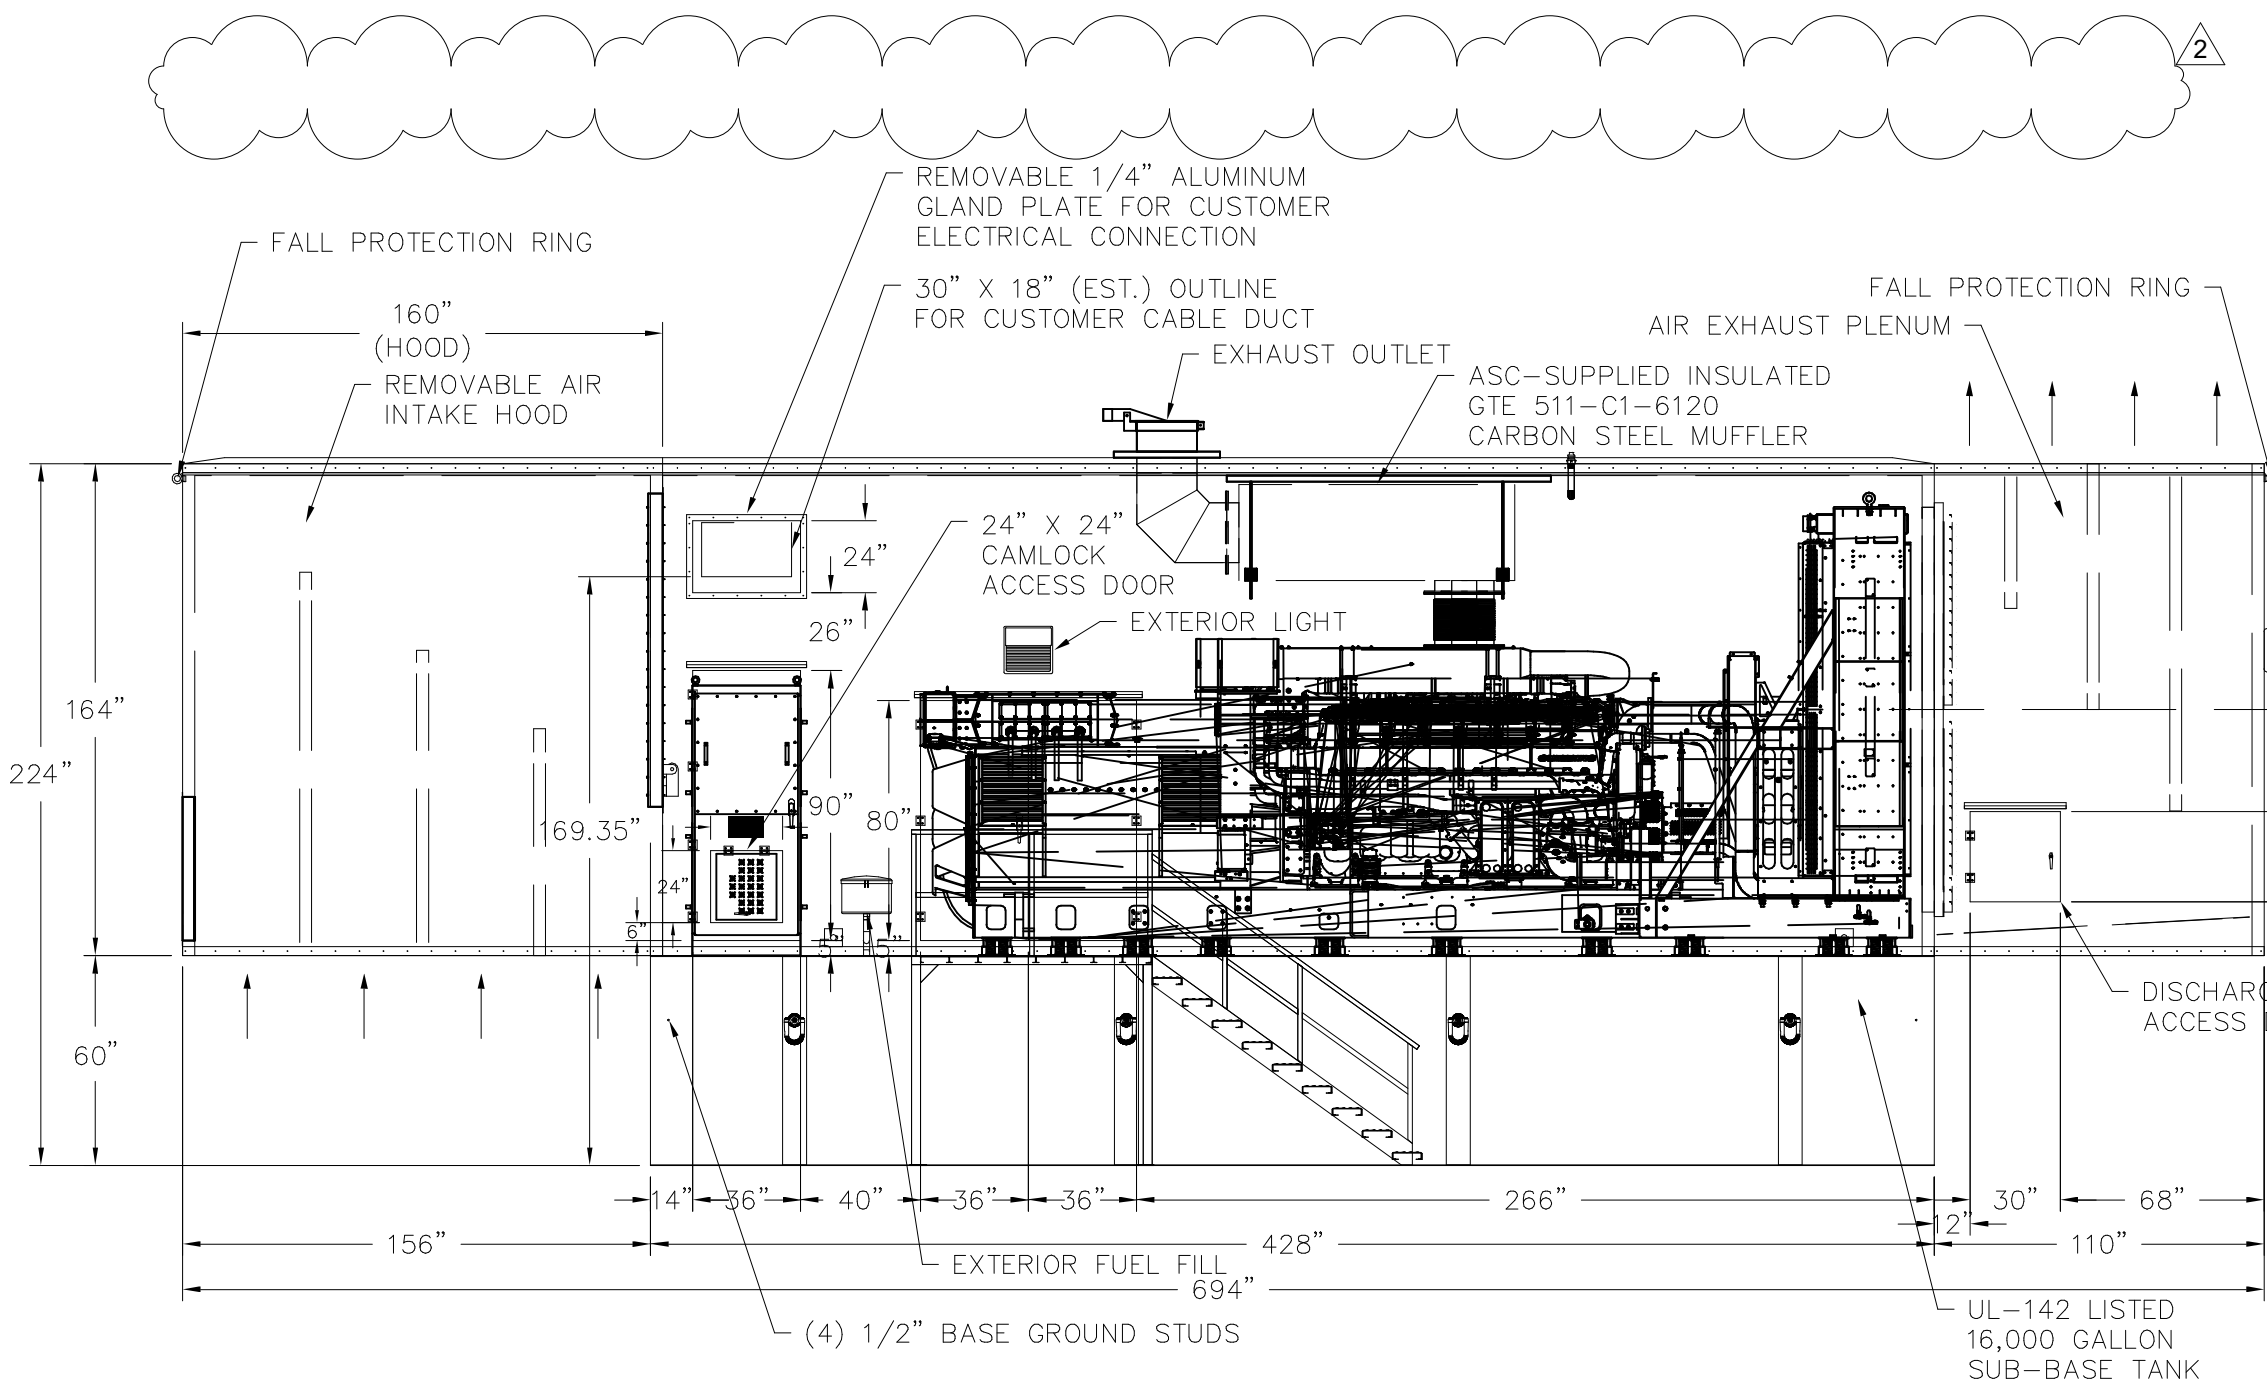 2
REMOVABLE 1/4" ALUMINUM
GLAND PLATE FOR CUSTOMER
ELECTRICAL CONNECTION
FALL PROTECTION RING
30" X 18" (EST.) OUTLINE
FOR CUSTOMER CABLE DUCT
FALL PROTECTION RING
160"
(HOOD)
AIR EXHAUST PLENUM
EXHAUST OUTLET
REMOVABLE AIR
INTAKE HOOD
ASC-SUPPLIED INSULATED
GTE 511-C1-6120
CARBON STEEL MUFFLER
24" X 24"
CAMLOCK
ACCESS DOOR
24"
26"
EXTERIOR LIGHT
164"
224"
169.35"
90"
80"
24"
6"
60"
DISCHARG
ACCESS
14"
36"
40"
36"
36"
266"
30"
68"
12"
156"
428"
110"
EXTERIOR FUEL FILL
694"
(4) 1/2" BASE GROUND STUDS
UL-142 LISTED
16,000 GALLON
SUB-BASE TANK